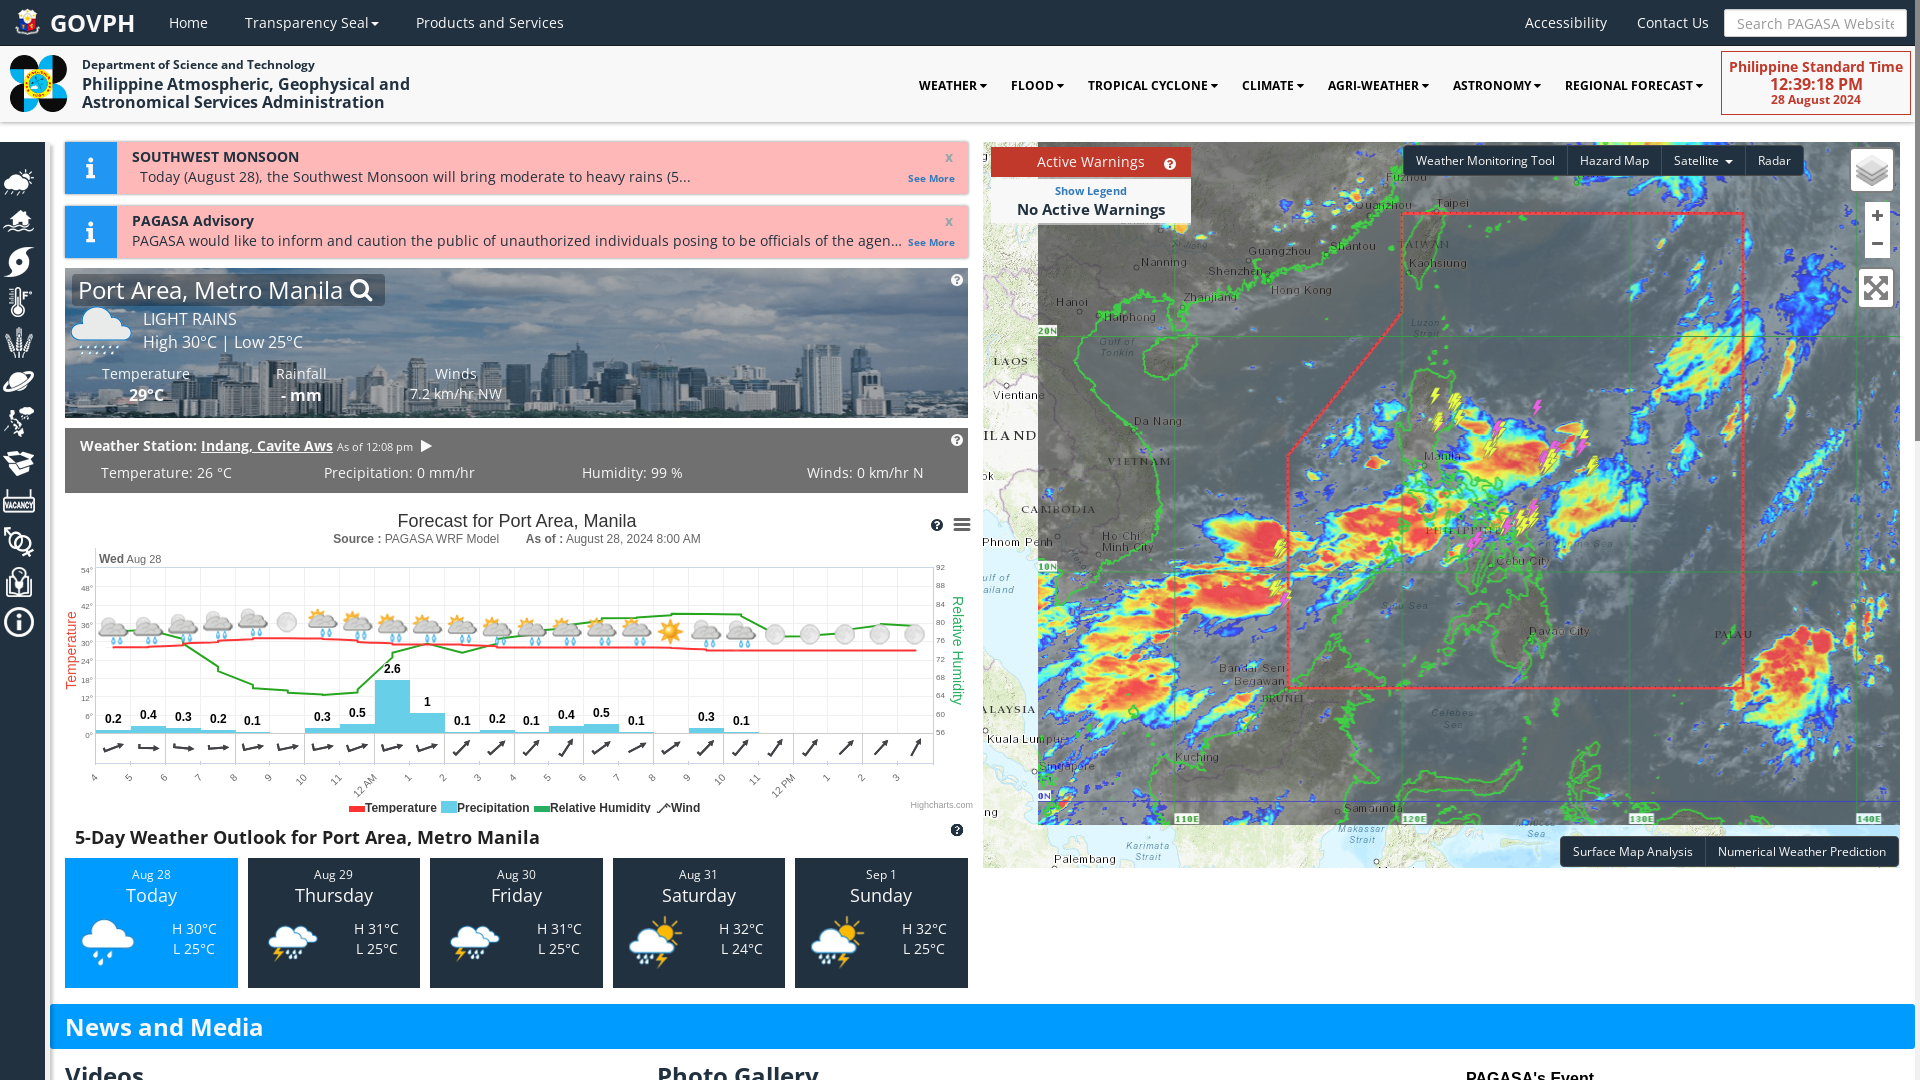 GOVPH
Home
Transparency Seal
Products and Services
Accessibility
Contact Us
Search PAGASA Website
Department of Science and Technology
Philippine Atmospheric, Geophysical and
Astronomical Services Administration
WEATHER
FLOOD
TROPICAL CYCLONE
CLIMATE
AGRI-WEATHER
ASTRONOMY
REGIONAL FORECAST
Philippine Standard Time
12:39:18 PM
28 August 2024
SOUTHWEST MONSOON
x
Today (August 28), the Southwest Monsoon will bring moderate to heavy rains (5...
See More
PAGASA Advisory
x
PAGASA would like to inform and caution the public of unauthorized individuals posing to be officials of the agen...
See More
Port Area, Metro Manila
LIGHT RAINS
High 30°C | Low 25°C
Temperature
29°C
Rainfall
- mm
Winds
7.2 km/hr NW
Weather Station: Indang, Cavite Aws As of 12:08 pm
Temperature: 26 °C
Precipitation: 0 mm/hr
Humidity: 99 %
Winds: 0 km/hr N
Forecast for Port Area, Manila
Source : PAGASA WRF Model As of : August 28, 2024 8:00 AM
Wed Aug 28
54°
48°
42°
36°
30°
24°
18°
12°
6°
0°
Temperature
92
88
84
80
76
72
68
64
60
56
Relative Humidity
0.2 0.4 0.3 0.2 0.1 0.3 0.5 2.6 1 0.1 0.2 0.1 0.4 0.5 0.1 0.3 0.1
4 5 6 7 8 9 10 11 12 AM 1 2 3 4 5 6 7 8 9 10 11 12 PM 1 2 3
Temperature Precipitation Relative Humidity Wind
Highcharts.com
5-Day Weather Outlook for Port Area, Metro Manila
Aug 28
Today
H 30°C
L 25°C
Aug 29
Thursday
H 31°C
L 25°C
Aug 30
Friday
H 31°C
L 25°C
Aug 31
Saturday
H 32°C
L 24°C
Sep 1
Sunday
H 32°C
L 25°C
VACANCY
Active Warnings
Show Legend
No Active Warnings
Weather Monitoring Tool
Hazard Map
Satellite
Radar
+
−
Fuzhou
Quanzhou
Taipei
TAIWAN
Kaohsiung
Shantou
Guangzhou
Shenzhen
Hong Kong
Nanning
Zhanjiang
Hanoi
Haiphong
Gulf of
Tonkin
Luzon
Strait
20N
LAOS
Vientiane
Da Nang
ILAND
VIETNAM
Manila
CAMBODIA
Phnom Penh
Ho Chi
Minh City
PHILIPPINES
Cebu City
10N
Sulu Sea
Davao City
PALAU
Bandar Seri
Begawan
BRUNEI
ALAYSIA
Kuala Lumpur
Celebes
Sea
Singapore
Kuching
0N
Samarinda
110E
120E
130E
140E
Makassar
Strait
Karimata
Strait
Palembang
Surface Map Analysis
Numerical Weather Prediction
News and Media
Videos
Photo Gallery
PAGASA's Event